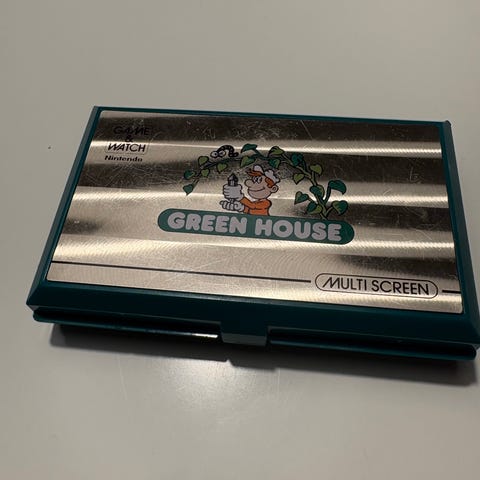 GAME
&
WATCH
Nintendo
GREEN HOUSE
MULTI SCREEN